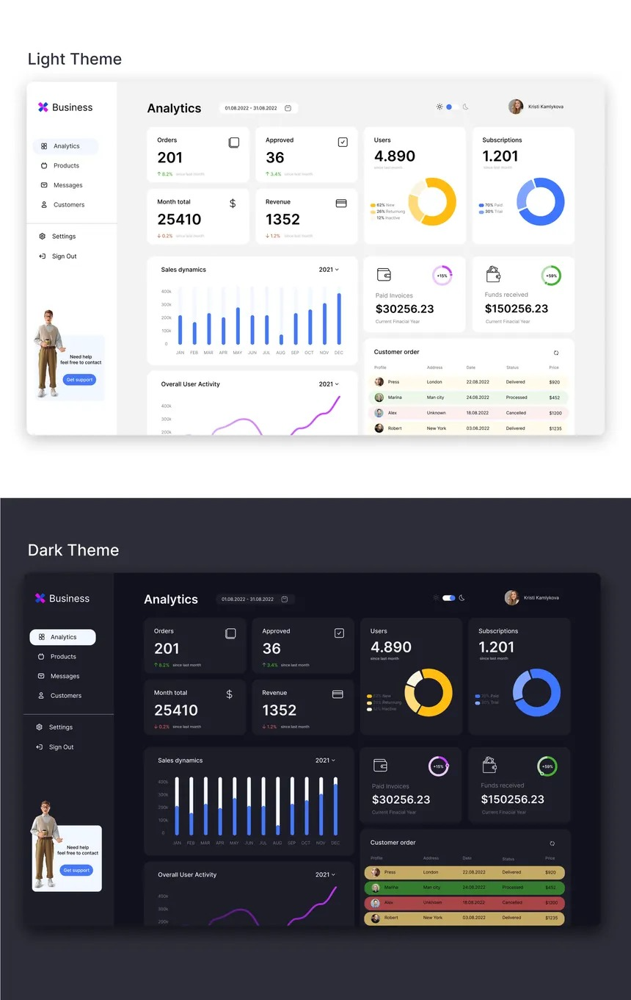 Light Theme
Business
Analytics
Products
Messages
Customers
Settings
Sign Out
Need help
feel free to contact
Get support
Analytics
01.08.2022 - 31.08.2022
Kristi Kamlykova
Orders
201
8.2% since last month
Approved
36
3.4% since last month
Month total
25410
0.2% since last month
Revenue
1352
1.2% since last month
Users
4.890
since last month
62% New
26% Returnung
12% Inactive
Subscriptions
1.201
since last month
70% Paid
30% Trial
Sales dynamics
2021
400k
300k
200k
100k
0
JAN FEB MAR APR MAY JUN JUL AUG SEP OCT NOV DEC
Overall User Activity
2021
400k
300k
200k
Paid Invoices
$30256.23
Current Finacial Year
+15%
Funds received
$150256.23
Current Finacial Year
+59%
Customer order
Profile Address Date Status Price
Press London 22.08.2022 Delivered $920
Marina Man city 24.08.2022 Processed $452
Alex Unknown 18.08.2022 Cancelled $1200
Robert New York 03.08.2022 Delivered $1235
Dark Theme
Business
Analytics
Products
Messages
Customers
Settings
Sign Out
Need help
feel free to contact
Get support
Analytics
01.08.2022 - 31.08.2022
Kristi Kamlykova
Orders
201
8.2% since last month
Approved
36
3.4% since last month
Month total
25410
0.2% since last month
Revenue
1352
1.2% since last month
Users
4.890
since last month
New
Returnung
Inactive
Subscriptions
1.201
since last month
Paid
Trial
Sales dynamics
2021
400k
300k
200k
100k
0
JAN FEB MAR APR MAY JUN JUL AUG SEP OCT NOV DEC
Overall User Activity
2021
400k
300k
200k
Paid Invoices
$30256.23
Current Finacial Year
+15%
Funds received
$150256.23
Current Finacial Year
+59%
Customer order
Profile Address Date Status Price
Press London 22.08.2022 Delivered $920
Marina Man city 24.08.2022 Processed $452
Alex Unknown 18.08.2022 Cancelled $1200
Robert New York 03.08.2022 Delivered $1235